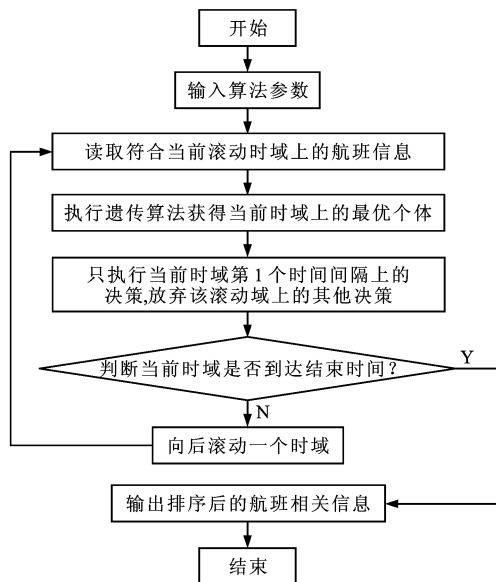 开始
输入算法参数
读取符合当前滚动时域上的航班信息
执行遗传算法获得当前时域上的最优个体
只执行当前时域第1个时间间隔上的
决策,放弃该滚动域上的其他决策
判断当前时域是否到达结束时间?
Y
N
向后滚动一个时域
输出排序后的航班相关信息
结束